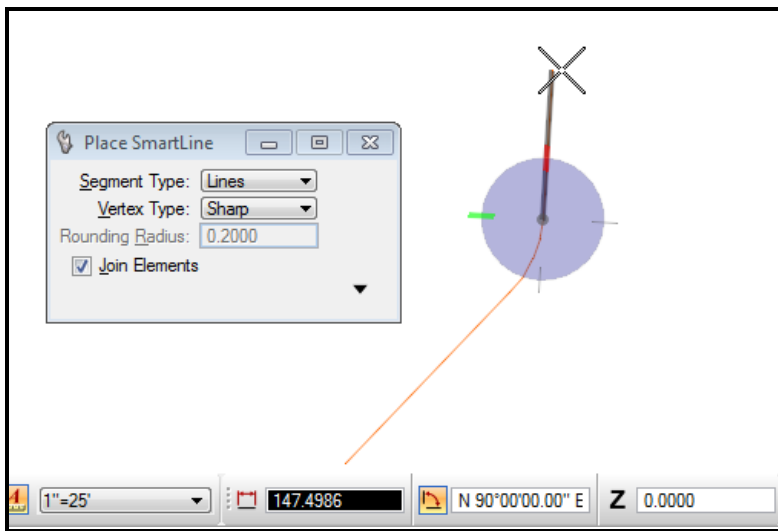 Place SmartLine
Segment Type: Lines
Vertex Type: Sharp
Rounding Radius: 0.2000
Join Elements
1"=25' 147.4986 N 90°00'00.00" E Z 0.0000